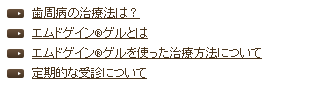 歯周病の治療法は？
エムドゲイン®ゲルとは
エムドゲイン®ゲルを使った治療方法について
定期的な受診について